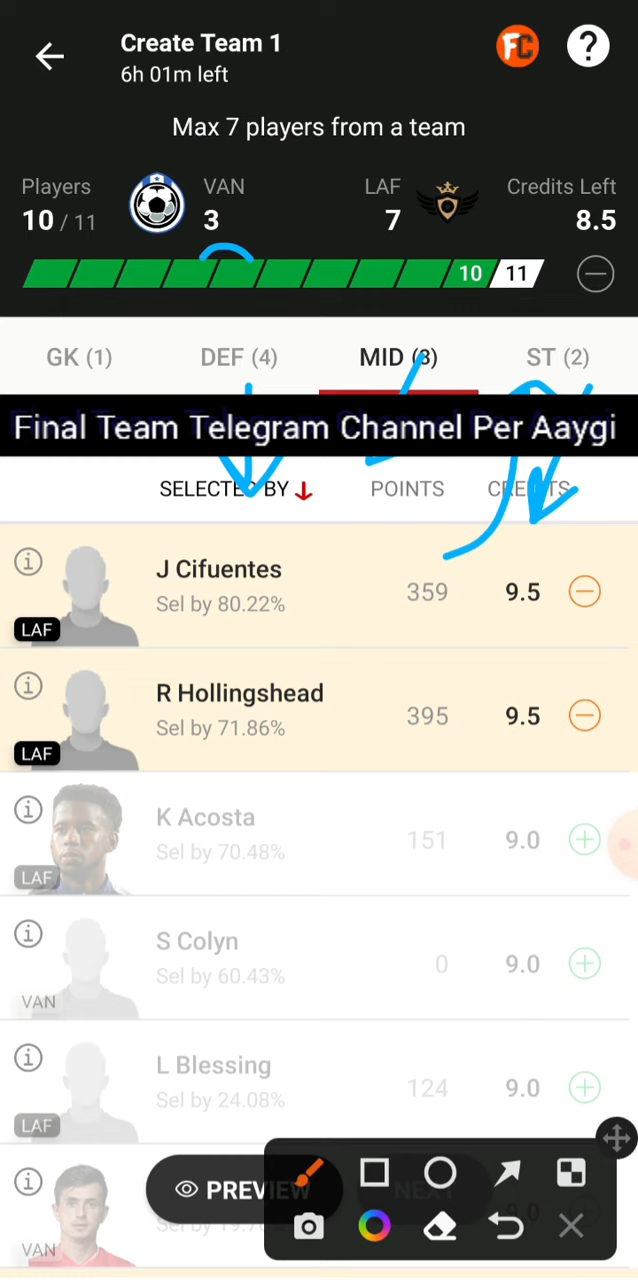 Create Team 1
FC
?
6h 01m left
Max 7 players from a team
Players
VAN
LAF
Credits Left
10 / 11
3
7
8.5
10
11
GK (1)
DEF (4)
MID (3)
ST (2)
Final Team Telegram Channel Per Aaygi
SELECTED BY
POINTS
CREDITS
J Cifuentes
Sel by 80.22%
359
9.5
LAF
R Hollingshead
Sel by 71.86%
395
9.5
LAF
K Acosta
Sel by 70.48%
151
9.0
LAF
S Colyn
Sel by 60.43%
0
9.0
VAN
L Blessing
Sel by 24.08%
124
9.0
LAF
PREVIEW
NEXT
VAN